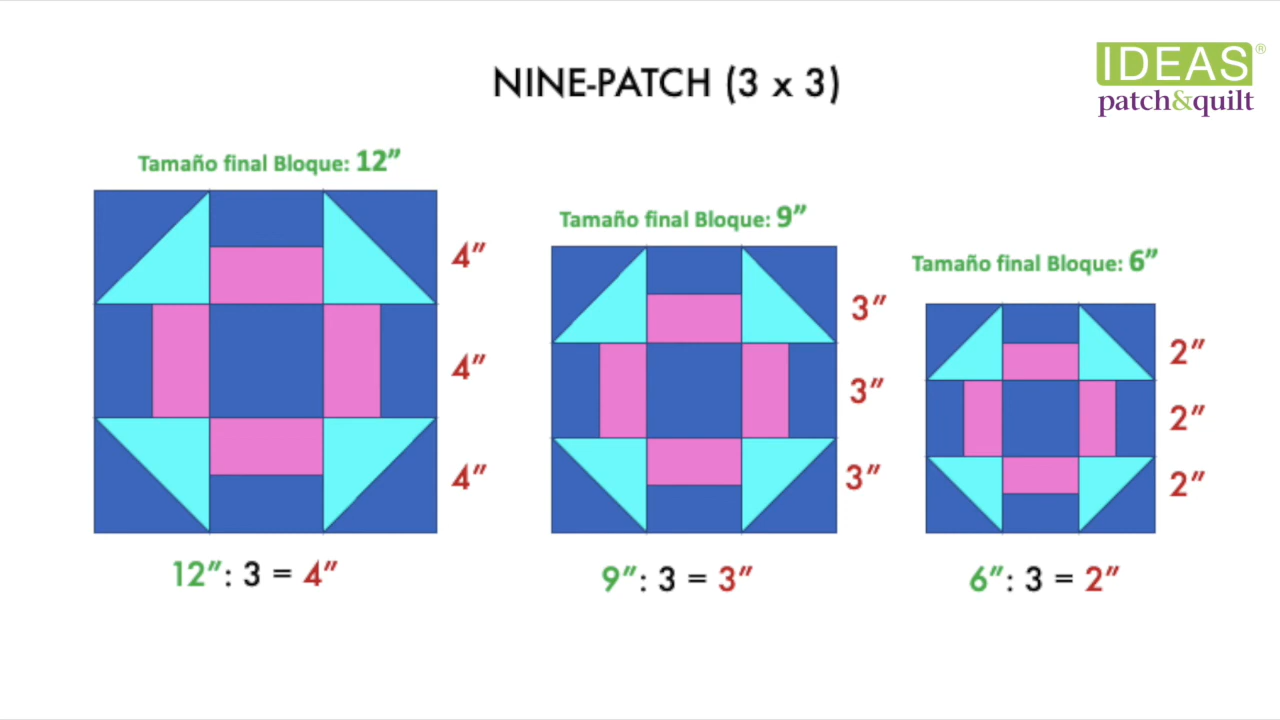 IDEAS®
patch&quilt
NINE-PATCH (3 x 3)
Tamaño final Bloque: 12”
4”
4”
4”
12”: 3 = 4”
Tamaño final Bloque: 9”
3”
3”
3”
9”: 3 = 3”
Tamaño final Bloque: 6”
2”
2”
2”
6”: 3 = 2”